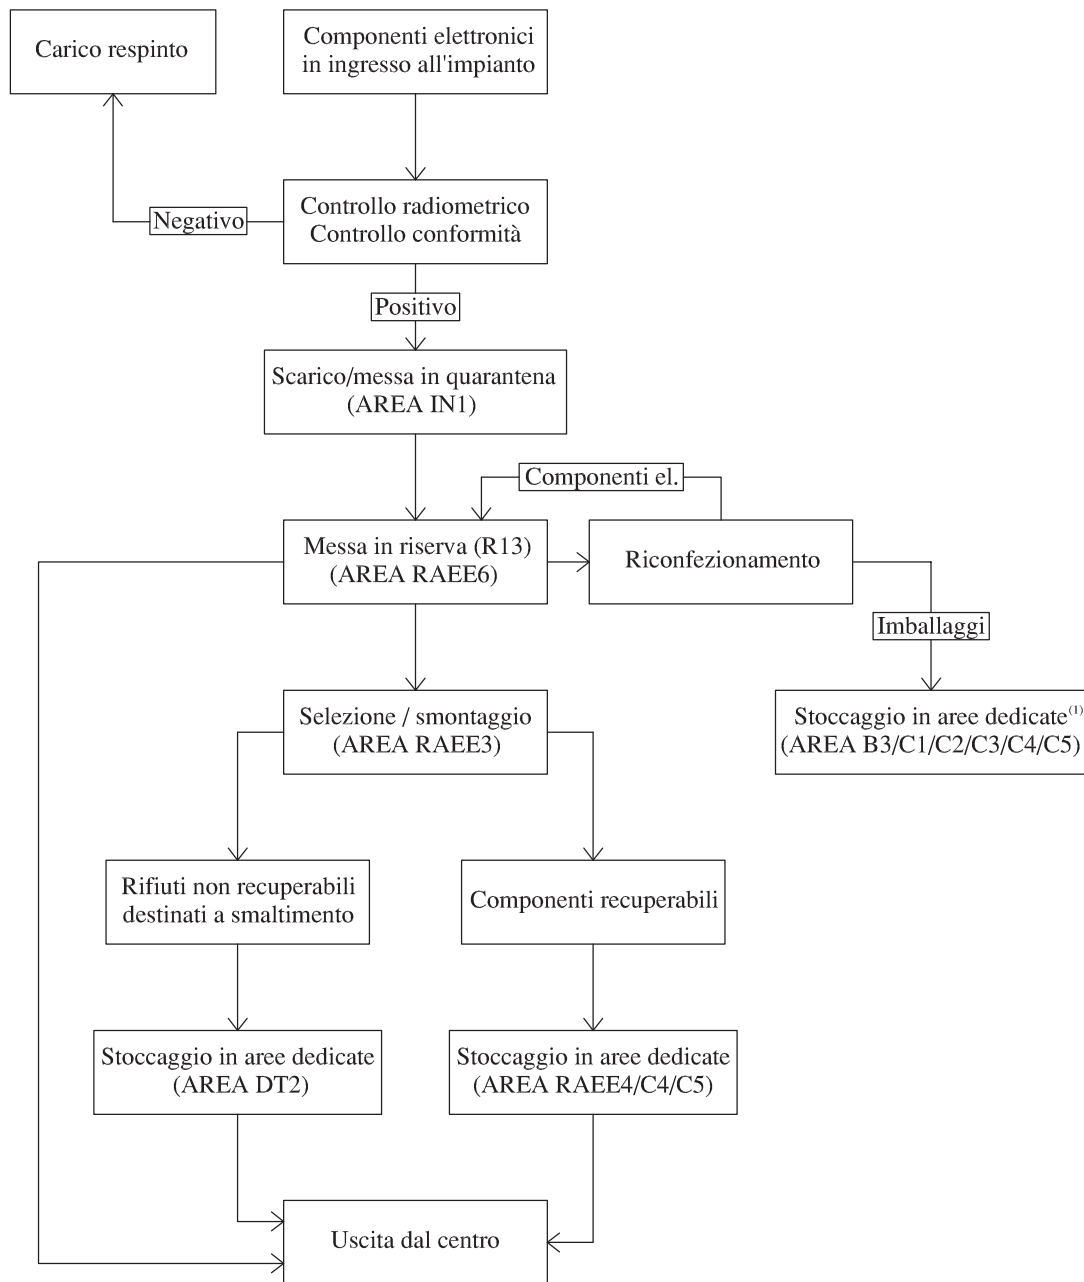 Carico respinto
Componenti elettronici
in ingresso all'impianto
Controllo radiometrico
Controllo conformità
Negativo
Positivo
Scarico/messa in quarantena
(AREA IN1)
Componenti el.
Messa in riserva (R13)
(AREA RAEE6)
Riconfezionamento
Imballaggi
Selezione / smontaggio
(AREA RAEE3)
Stoccaggio in aree dedicate(1)
(AREA B3/C1/C2/C3/C4/C5)
Rifiuti non recuperabili
destinati a smaltimento
Componenti recuperabili
Stoccaggio in aree dedicate
(AREA DT2)
Stoccaggio in aree dedicate
(AREA RAEE4/C4/C5)
Uscita dal centro